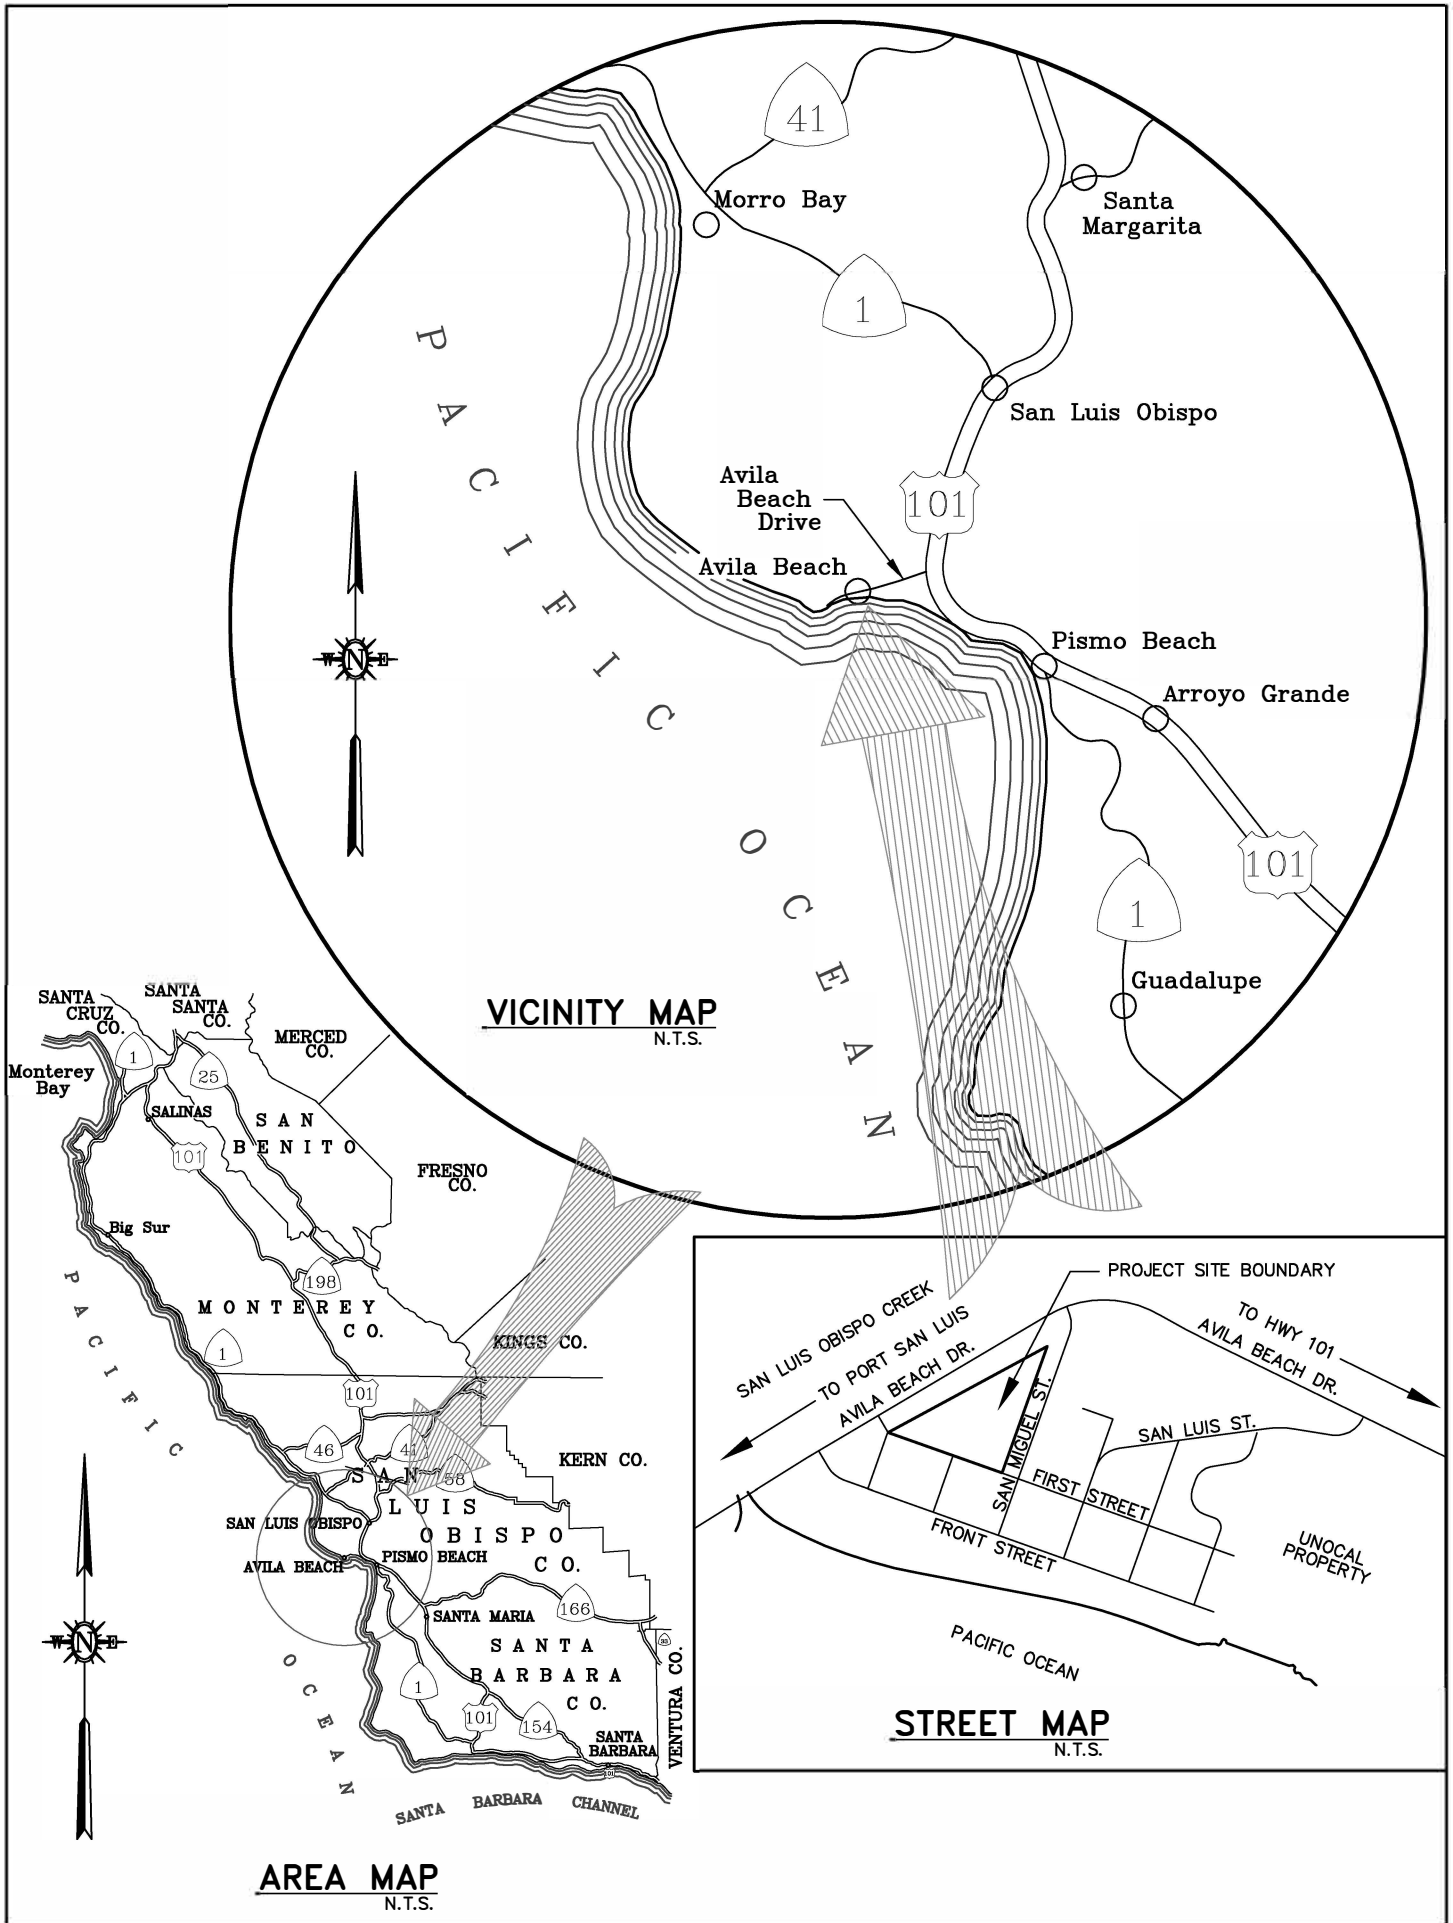 41
Morro Bay
Santa
Margarita
1
San Luis Obispo
PACIFIC OCEAN
101
Avila
Beach
Drive
Avila Beach
Pismo Beach
Arroyo Grande
W N E
101
1
Guadalupe
VICINITY MAP
N.T.S.
SANTA
CRUZ
CO.
SANTA
SANTA
CO.
MERCED
CO.
Monterey
Bay
1
25
SALINAS
SAN
BENITO
101
FRESNO
CO.
Big Sur
198
MONTEREY
CO.
KINGS CO.
1
101
PACIFIC
46
41
58
KERN CO.
SAN
LUIS
OBISPO
CO.
SAN LUIS OBISPO
AVILA BEACH
PISMO BEACH
166
SANTA MARIA
SANTA
BARBARA
CO.
33
VENTURA CO.
W N E
OCEAN
1
101
154
SANTA
BARBARA
101
SANTA BARBARA CHANNEL
AREA MAP
N.T.S.
PROJECT SITE BOUNDARY
SAN LUIS OBISPO CREEK
TO PORT SAN LUIS
AVILA BEACH DR.
TO HWY 101
AVILA BEACH DR.
SAN MIGUEL ST.
SAN LUIS ST.
FIRST STREET
FRONT STREET
UNOCAL
PROPERTY
PACIFIC OCEAN
STREET MAP
N.T.S.